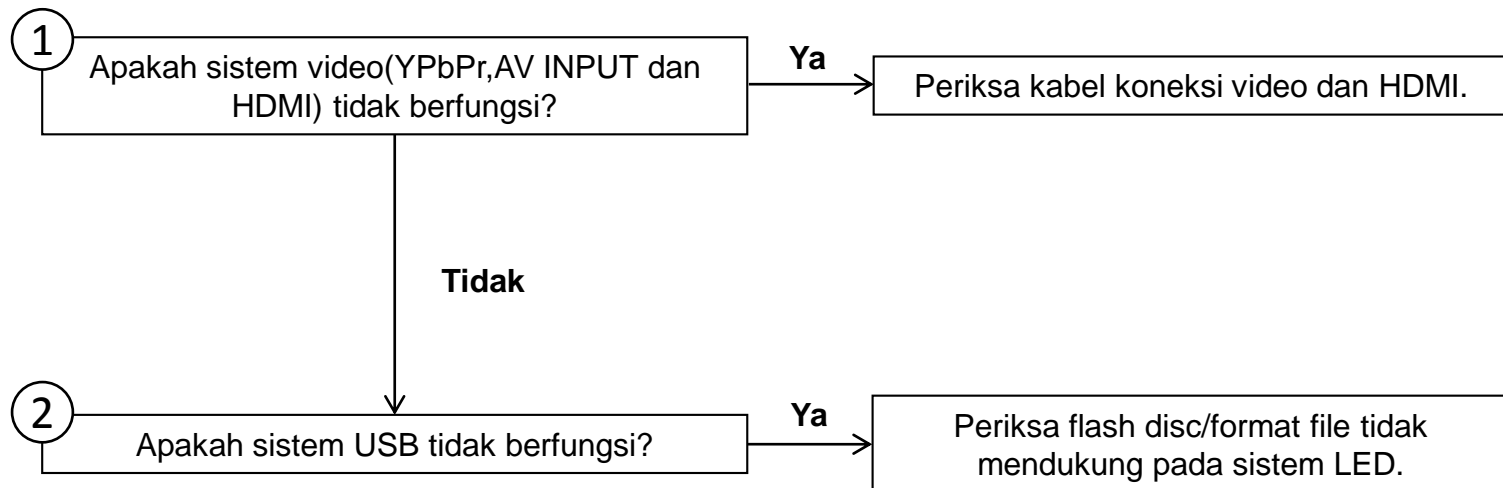 1
Apakah sistem video(YPbPr,AV INPUT dan
HDMI) tidak berfungsi?
Ya
Periksa kabel koneksi video dan HDMI.
Tidak
2
Apakah sistem USB tidak berfungsi?
Ya
Periksa flash disc/format file tidak
mendukung pada sistem LED.